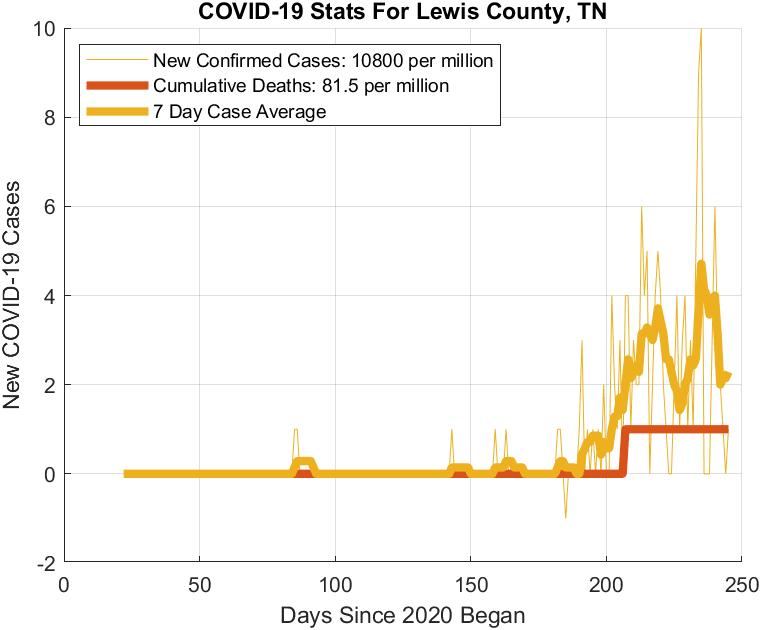 COVID-19 Stats For Lewis County, TN
New Confirmed Cases: 10800 per million
Cumulative Deaths: 81.5 per million
7 Day Case Average
New COVID-19 Cases
10
8
6
4
2
0
-2
0 50 100 150 200 250
Days Since 2020 Began